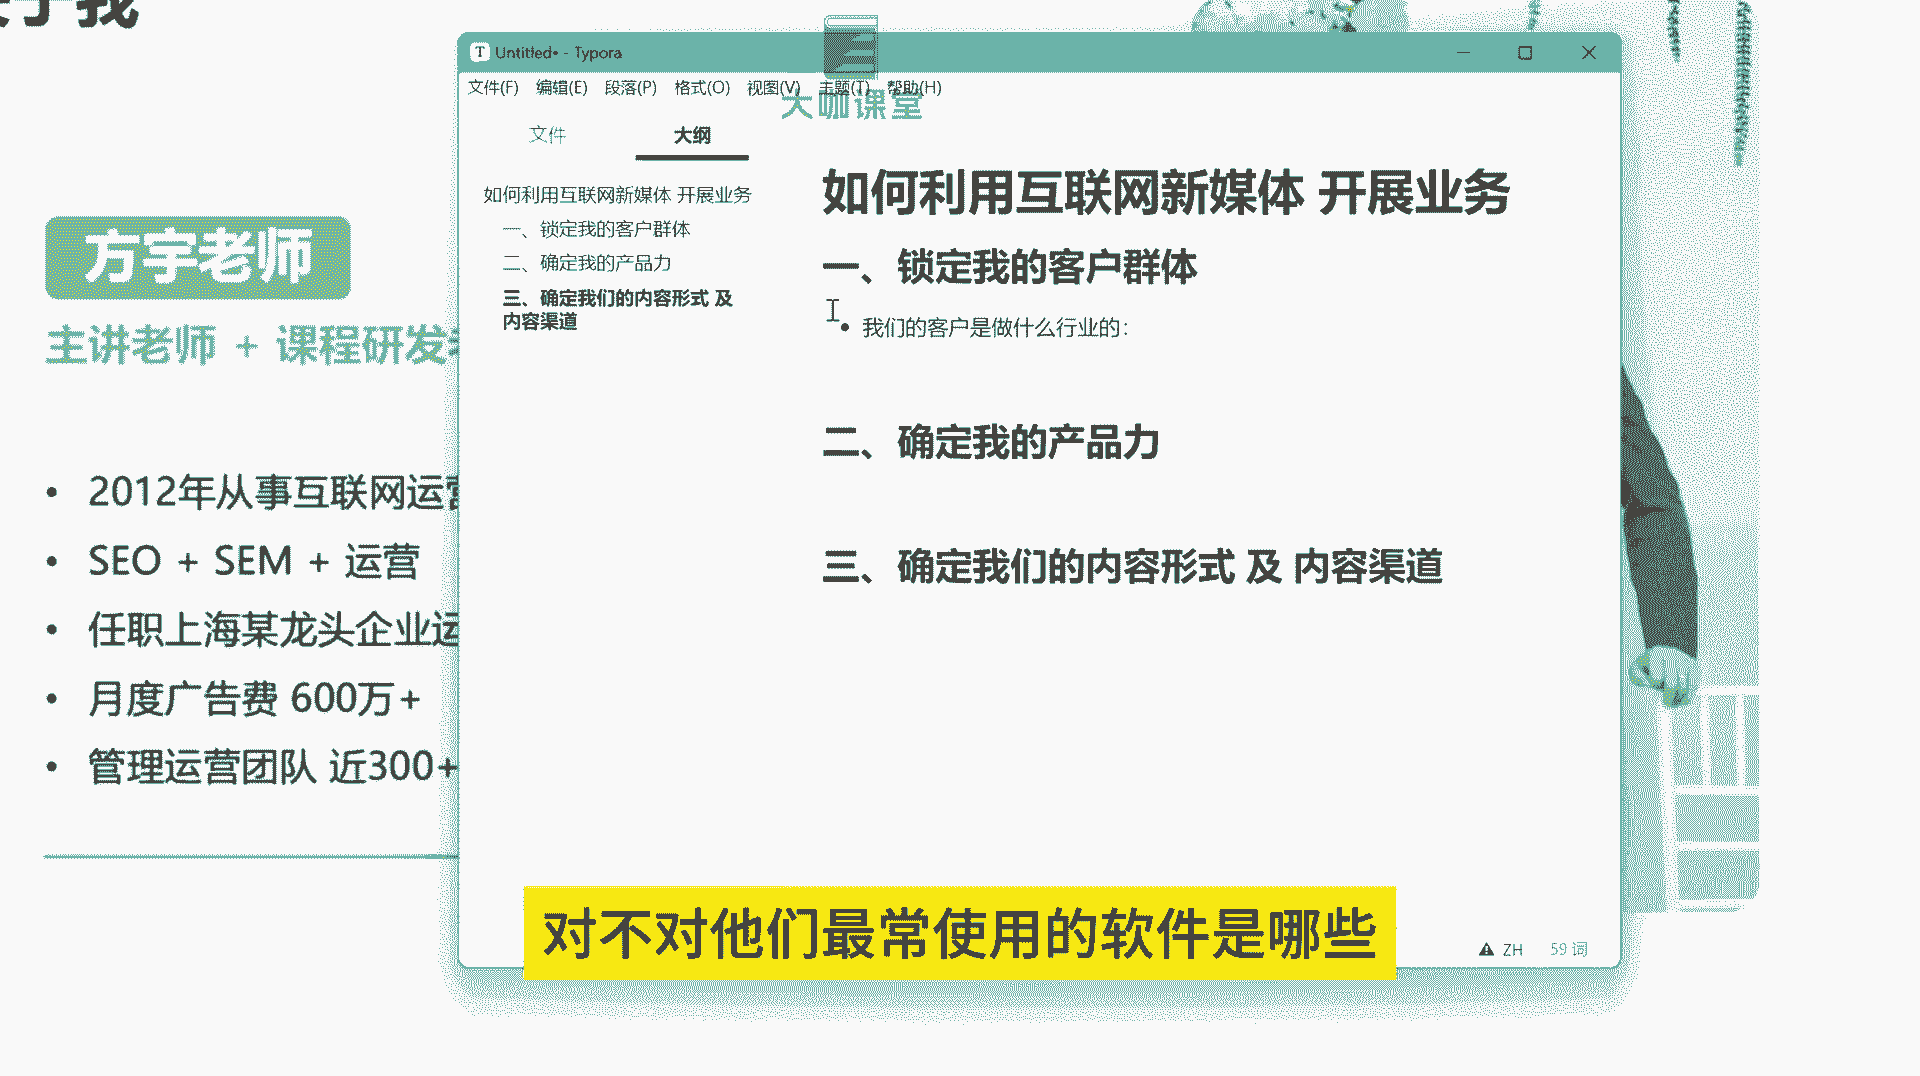 于我
方宇老师
主讲老师 + 课程研发
2012年从事互联网运营
SEO + SEM + 运营
任职上海某龙头企业运
月度广告费 600万+
管理运营团队 近300+
Untitled• - Typora
文件(F) 编辑(E) 段落(P) 格式(O) 视图(V) 主题(T) 帮助(H)
大咖课堂
文件 大纲
如何利用互联网新媒体 开展业务
一、锁定我的客户群体
二、确定我的产品力
三、确定我们的内容形式 及
内容渠道
如何利用互联网新媒体 开展业务
一、锁定我的客户群体
我们的客户是做什么行业的：
二、确定我的产品力
三、确定我们的内容形式 及 内容渠道
ZH 59 词
对不对他们最常使用的软件是哪些